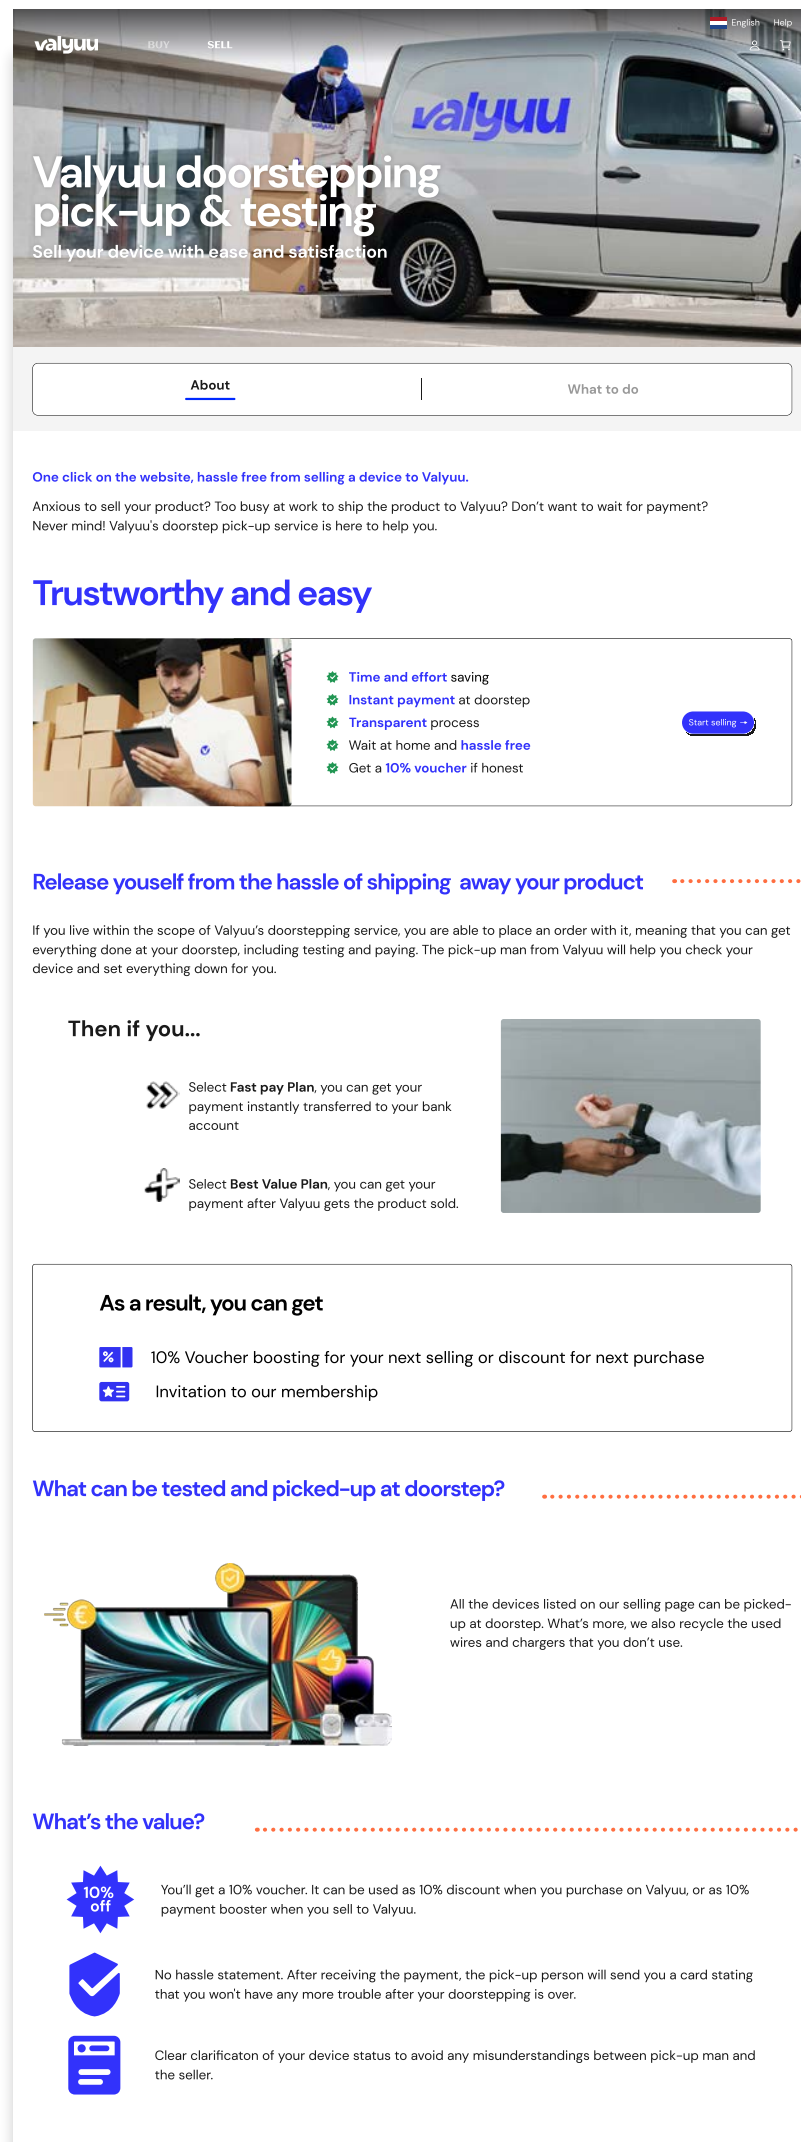 English Help
valyuu BUY SELL
valyuu
Valyuu doorstepping
pick-up & testing
Sell your device with ease and satisfaction
About What to do
One click on the website, hassle free from selling a device to Valyuu.
Anxious to sell your product? Too busy at work to ship the product to Valyuu? Don’t want to wait for payment?
Never mind! Valyuu's doorstep pick-up service is here to help you.
Trustworthy and easy
Time and effort saving
Instant payment at doorstep
Transparent process
Wait at home and hassle free
Get a 10% voucher if honest
Start selling →
Release youself from the hassle of shipping away your product
If you live within the scope of Valyuu’s doorstepping service, you are able to place an order with it, meaning that you can get
everything done at your doorstep, including testing and paying. The pick-up man from Valyuu will help you check your
device and set everything down for you.
Then if you...
Select Fast pay Plan, you can get your
payment instantly transferred to your bank
account
Select Best Value Plan, you can get your
payment after Valyuu gets the product sold.
As a result, you can get
10% Voucher boosting for your next selling or discount for next purchase
Invitation to our membership
What can be tested and picked-up at doorstep?
All the devices listed on our selling page can be picked-
up at doorstep. What’s more, we also recycle the used
wires and chargers that you don’t use.
What’s the value?
10%
off
You’ll get a 10% voucher. It can be used as 10% discount when you purchase on Valyuu, or as 10%
payment booster when you sell to Valyuu.
No hassle statement. After receiving the payment, the pick-up person will send you a card stating
that you won't have any more trouble after your doorstepping is over.
Clear clarificaton of your device status to avoid any misunderstandings between pick-up man and
the seller.